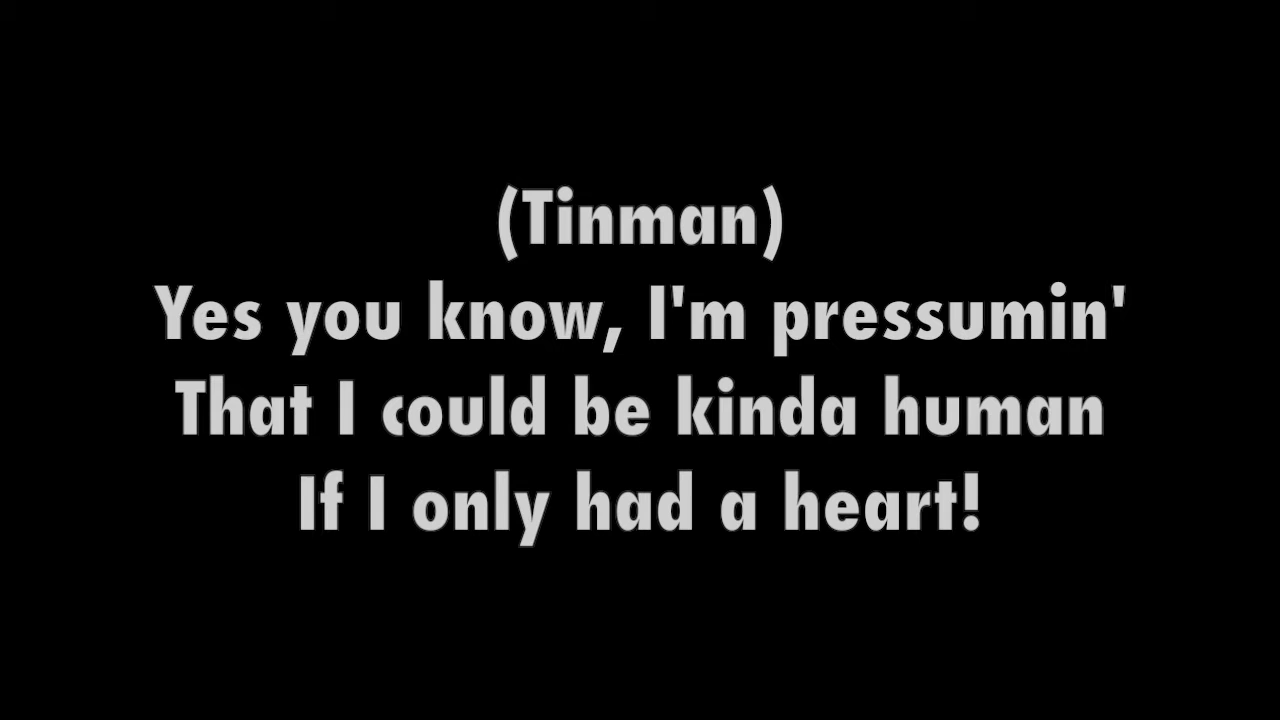 (Tinman)
Yes you know, I'm pressumin'
That I could be kinda human
If I only had a heart!